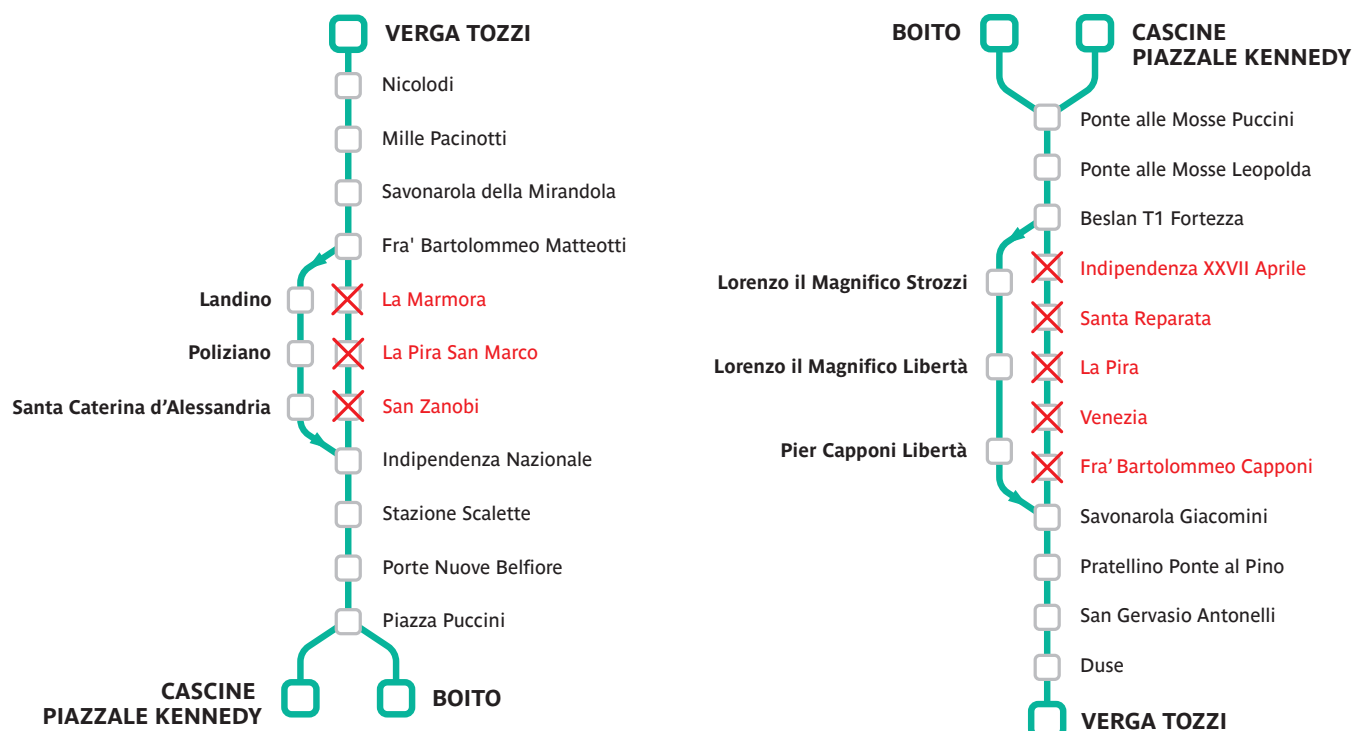 VERGA TOZZI
Nicolodi
Mille Pacinotti
Savonarola della Mirandola
Fra' Bartolommeo Matteotti
Landino
La Marmora
Poliziano
La Pira San Marco
Santa Caterina d’Alessandria
San Zanobi
Indipendenza Nazionale
Stazione Scalette
Porte Nuove Belfiore
Piazza Puccini
CASCINE
PIAZZALE KENNEDY
BOITO
BOITO
CASCINE
PIAZZALE KENNEDY
Ponte alle Mosse Puccini
Ponte alle Mosse Leopolda
Beslan T1 Fortezza
Lorenzo il Magnifico Strozzi
Indipendenza XXVII Aprile
Santa Reparata
Lorenzo il Magnifico Libertà
La Pira
Venezia
Pier Capponi Libertà
Fra’ Bartolommeo Capponi
Savonarola Giacomini
Pratellino Ponte al Pino
San Gervasio Antonelli
Duse
VERGA TOZZI